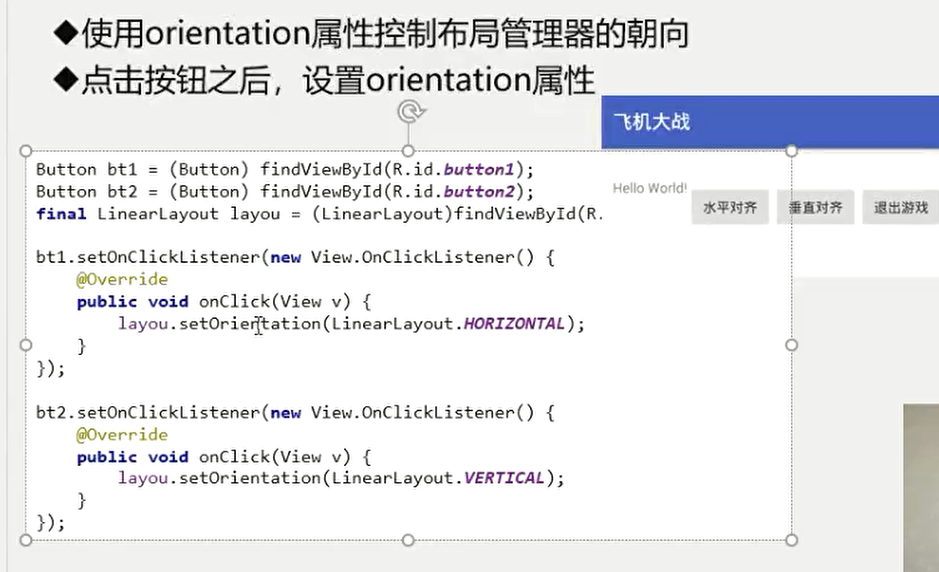 ◆使用orientation属性控制布局管理器的朝向
◆点击按钮之后，设置orientation属性
飞机大战
Hello World!
水平对齐 垂直对齐 退出游戏
Button bt1 = (Button) findViewById(R.id.button1);
Button bt2 = (Button) findViewById(R.id.button2);
final LinearLayout layou = (LinearLayout)findViewById(R.
bt1.setOnClickListener(new View.OnClickListener() {
    @Override
    public void onClick(View v) {
        layou.setOrientation(LinearLayout.HORIZONTAL);
    }
});
bt2.setOnClickListener(new View.OnClickListener() {
    @Override
    public void onClick(View v) {
        layou.setOrientation(LinearLayout.VERTICAL);
    }
});